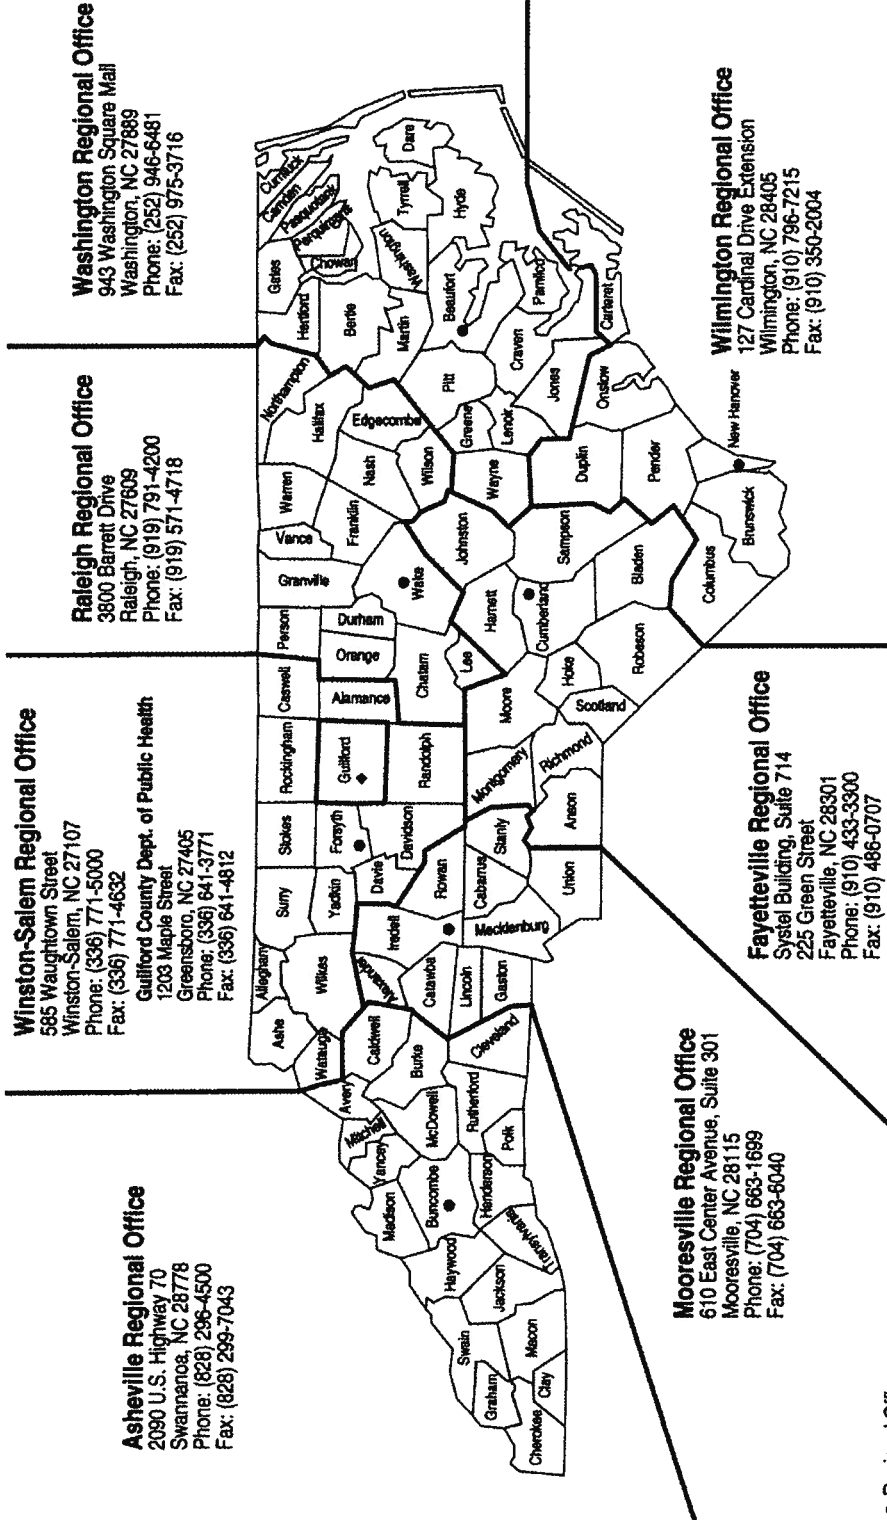 Asheville Regional Office
2090 U.S. Highway 70
Swannanoa, NC 28778
Phone: (828) 296-4500
Fax: (828) 299-7043
Winston-Salem Regional Office
585 Waughtown Street
Winston-Salem, NC 27107
Phone: (336) 771-5000
Fax: (336) 771-4632
Guilford County Dept. of Public Health
1203 Maple Street
Greensboro, NC 27405
Phone: (336) 641-3771
Fax: (336) 641-4812
Raleigh Regional Office
3800 Barrett Drive
Raleigh, NC 27609
Phone: (919) 791-4200
Fax: (919) 571-4718
Washington Regional Office
943 Washington Square Mall
Washington, NC 27889
Phone: (252) 946-6481
Fax: (252) 975-3716
Cherokee
Graham
Clay
Swain
Macon
Jackson
Haywood
Transylvania
Madison
Buncombe
Henderson
Yancey
Mitchell
Avery
McDowell
Polk
Rutherford
Burke
Caldwell
Cleveland
Watauga
Ashe
Alleghany
Wilkes
Alexander
Catawba
Lincoln
Gaston
Surry
Yadkin
Iredell
Mecklenburg
Stokes
Forsyth
Davie
Davidson
Rowan
Cabarrus
Stanly
Union
Anson
Rockingham
Guilford
Randolph
Montgomery
Richmond
Caswell
Alamance
Chatam
Moore
Scotland
Hoke
Person
Orange
Durham
Lee
Harnett
Cumberland
Robeson
Bladen
Granville
Vance
Wake
Johnston
Sampson
Columbus
Brunswick
Warren
Franklin
Nash
Wilson
Wayne
Duplin
Pender
New Hanover
Northampton
Halifax
Edgecombe
Greene
Lenoir
Jones
Onslow
Pitt
Craven
Carteret
Hertford
Bertie
Martin
Beaufort
Pamlico
Gates
Chowan
Perquimans
Pasquotank
Camden
Currituck
Washington
Tyrrell
Hyde
Dare
Mooresville Regional Office
610 East Center Avenue, Suite 301
Mooresville, NC 28115
Phone: (704) 663-1699
Fax: (704) 663-6040
Fayetteville Regional Office
Systel Building, Suite 714
225 Green Street
Fayetteville, NC 28301
Phone: (910) 433-3300
Fax: (910) 486-0707
Wilmington Regional Office
127 Cardinal Drive Extension
Wilmington, NC 28405
Phone: (910) 796-7215
Fax: (910) 350-2004